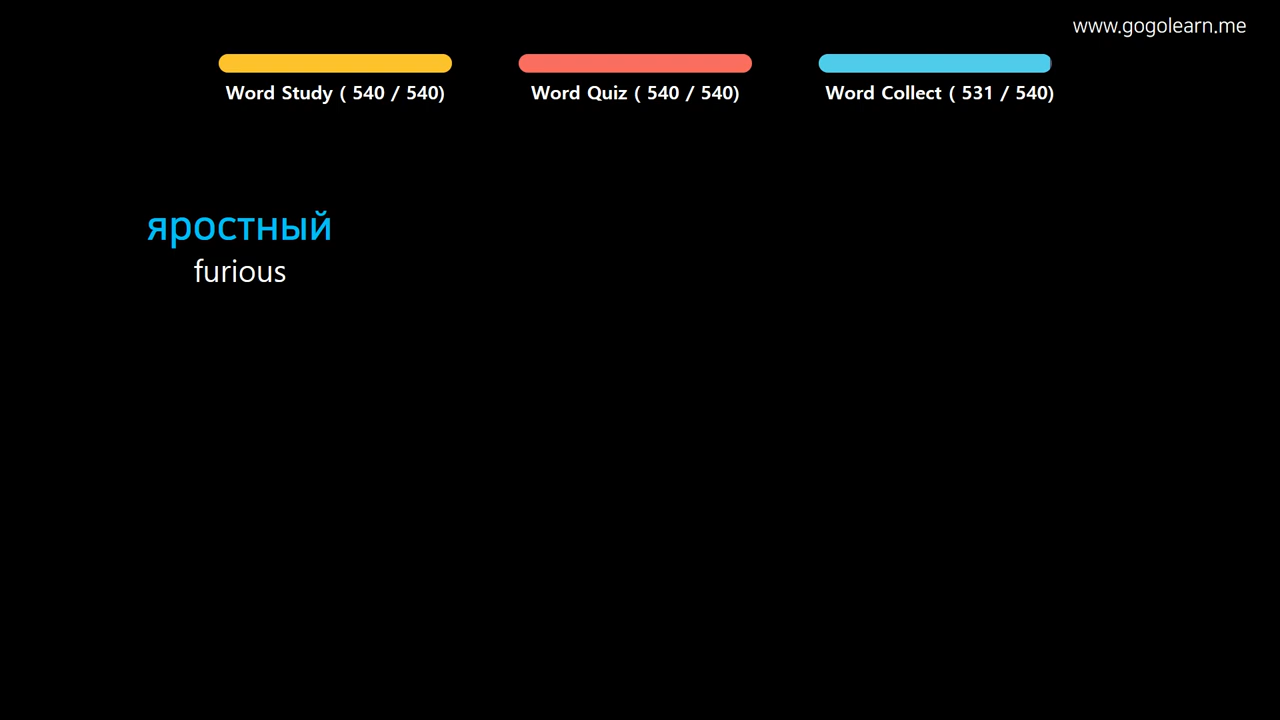 www.gogolearn.me
Word Study ( 540 / 540)
Word Quiz ( 540 / 540)
Word Collect ( 531 / 540)
яростный
furious